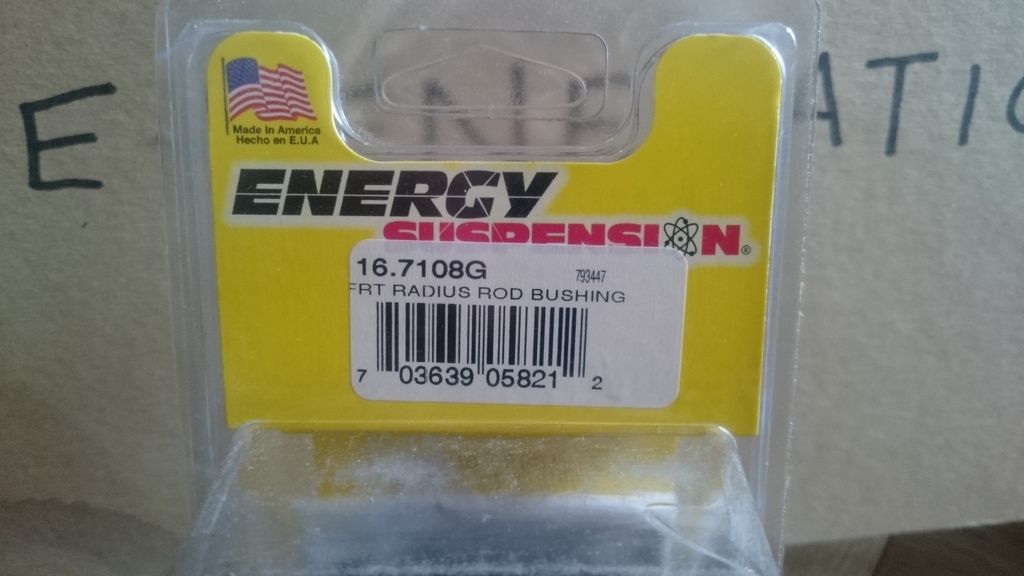 Made In America
Hecho en E.U.A
ENERGY
SUSPENSION®
16.7108G 793447
FRT RADIUS ROD BUSHING
7 03639 05821 2
E ATIO